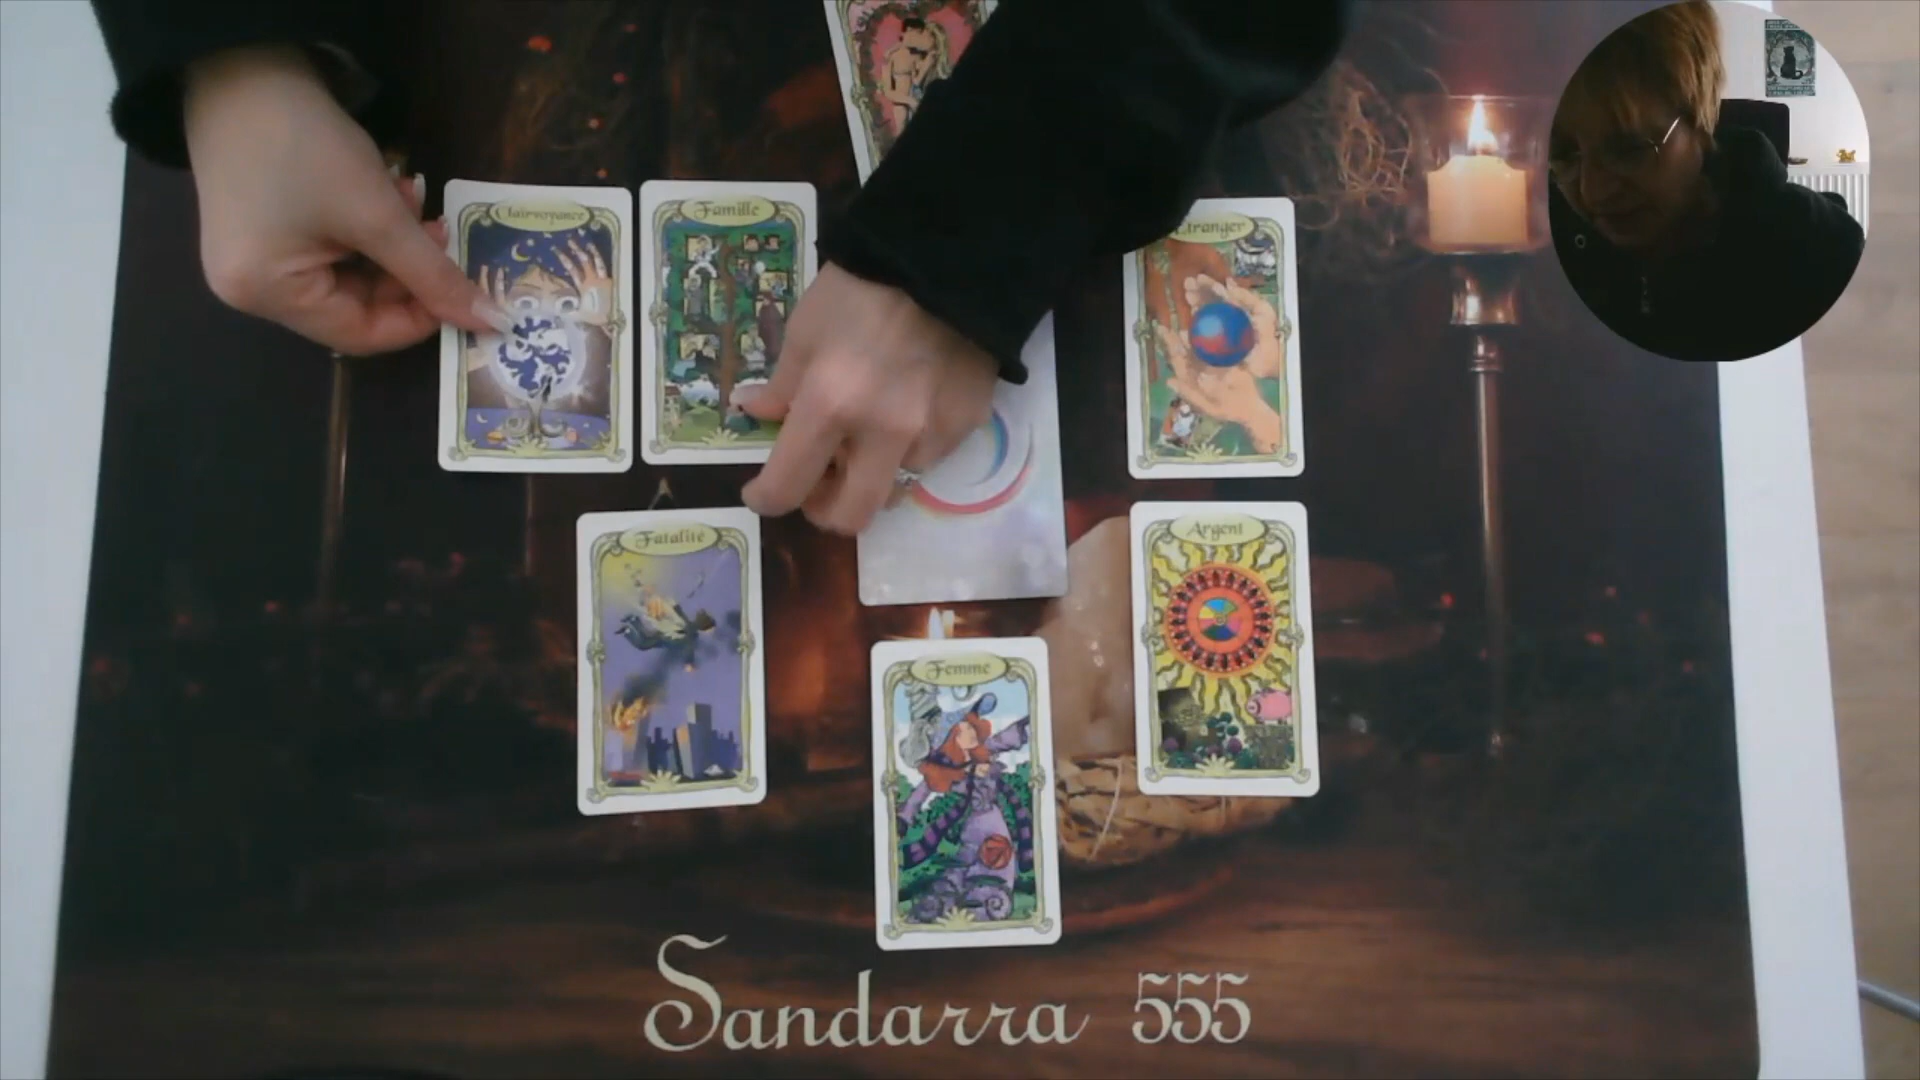 Clairvoyance
Famille
Etranger
Fatalité
Argent
Femme
Sandarra 555